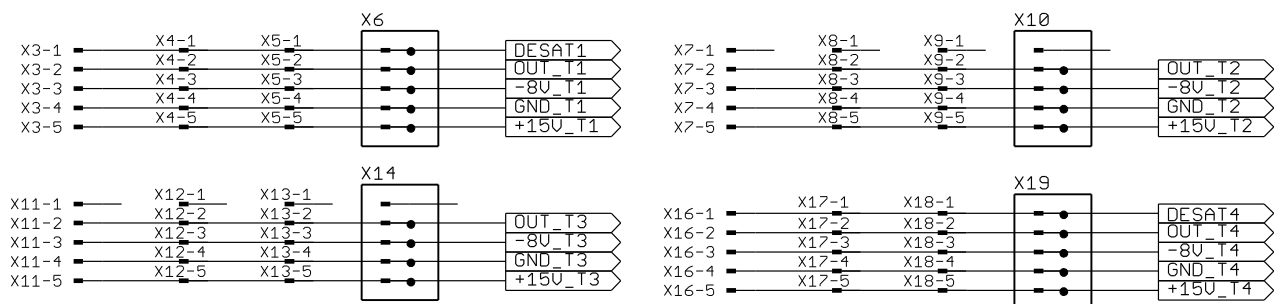 X6
X3-1 X4-1 X5-1 DESAT1
X3-2 X4-2 X5-2 OUT_T1
X3-3 X4-3 X5-3 -8V_T1
X3-4 X4-4 X5-4 GND_T1
X3-5 X4-5 X5-5 +15V_T1
X10
X7-1 X8-1 X9-1
X7-2 X8-2 X9-2 OUT_T2
X7-3 X8-3 X9-3 -8V_T2
X7-4 X8-4 X9-4 GND_T2
X7-5 X8-5 X9-5 +15V_T2
X14
X11-1 X12-1 X13-1
X11-2 X12-2 X13-2 OUT_T3
X11-3 X12-3 X13-3 -8V_T3
X11-4 X12-4 X13-4 GND_T3
X11-5 X12-5 X13-5 +15V_T3
X19
X16-1 X17-1 X18-1 DESAT4
X16-2 X17-2 X18-2 OUT_T4
X16-3 X17-3 X18-3 -8V_T4
X16-4 X17-4 X18-4 GND_T4
X16-5 X17-5 X18-5 +15V_T4